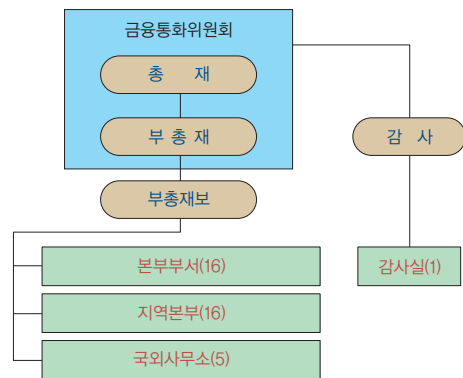 금융통화위원회
총 재
부 총 재
감 사
부총재보
본부부서(16)
감사실(1)
지역본부(16)
국외사무소(5)